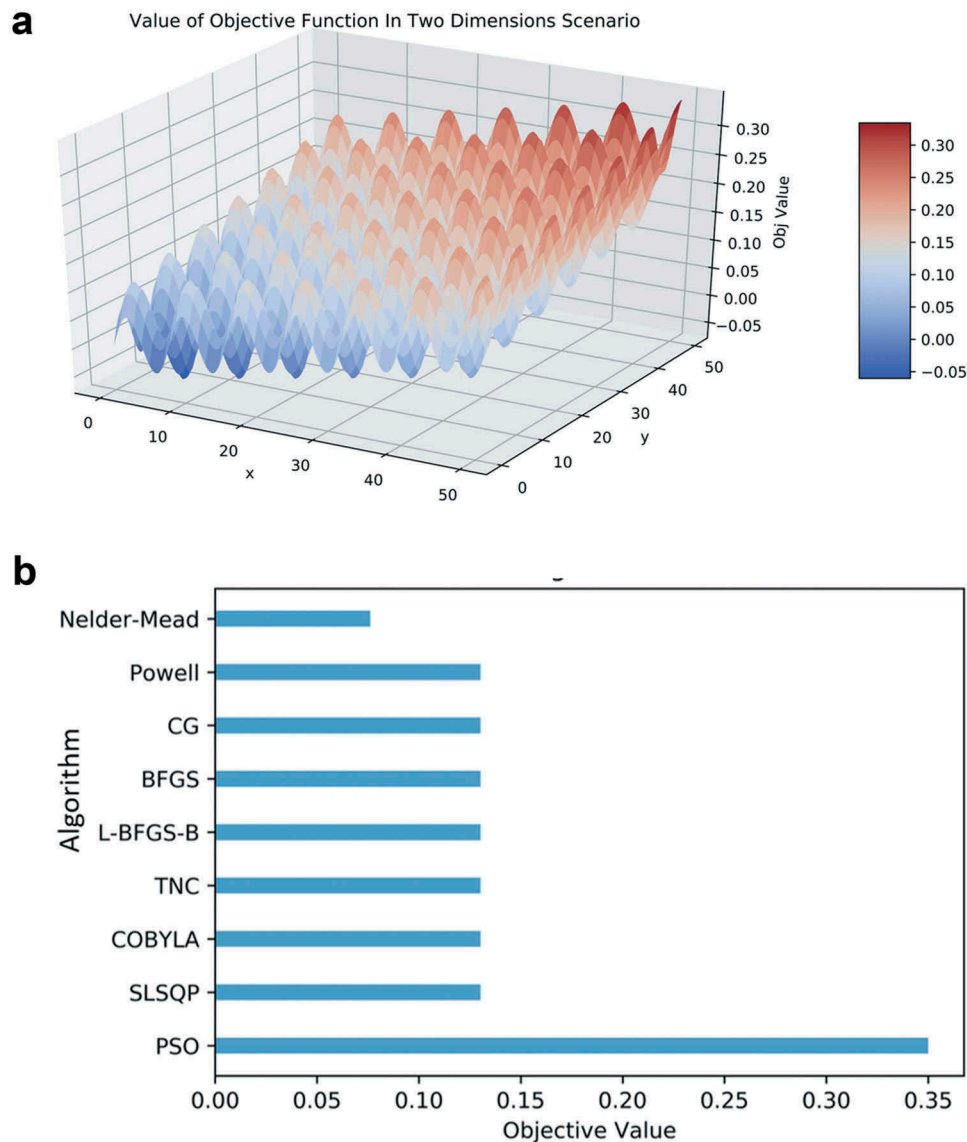 a
Value of Objective Function In Two Dimensions Scenario
0.30
0.25
0.20
0.15
0.10
0.05
0.00
−0.05
Obj Value
0
10
20
30
40
50
x
0
10
20
30
40
50
y
0.30
0.25
0.20
0.15
0.10
0.05
0.00
−0.05
b
Algorithm
Nelder-Mead
Powell
CG
BFGS
L-BFGS-B
TNC
COBYLA
SLSQP
PSO
0.00 0.05 0.10 0.15 0.20 0.25 0.30 0.35
Objective Value